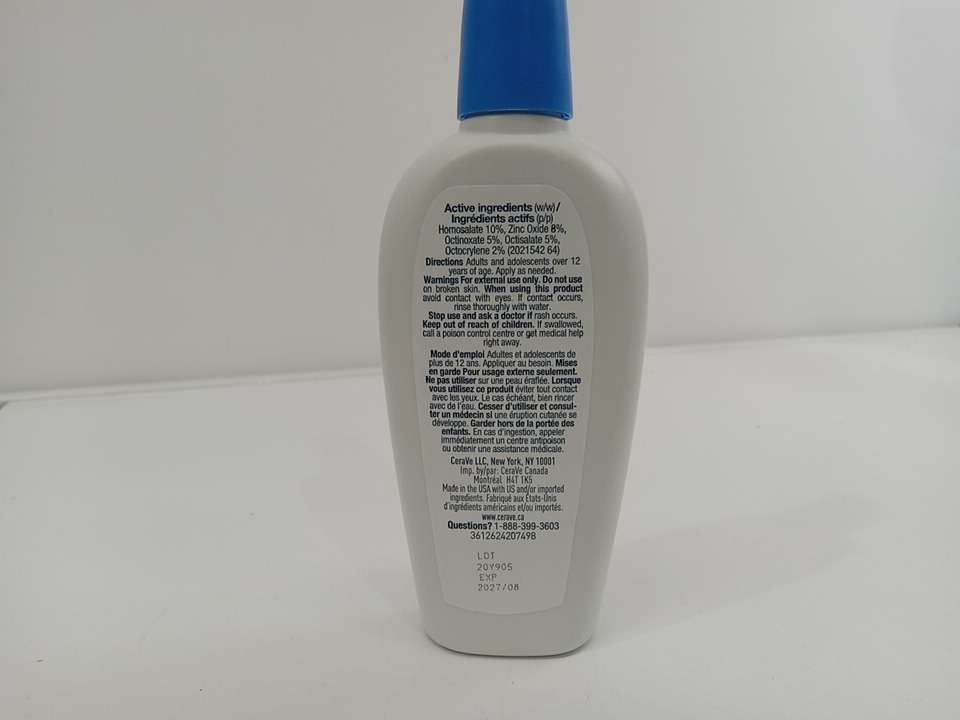 Active ingredients (w/w)/
Ingrédients actifs (p/p)
Homosalate 10%, Zinc Oxide 8%,
Octinoxate 5%, Octisalate 5%,
Octocrylene 2% (2021542 64)
Directions Adults and adolescents over 12
years of age. Apply as needed.
Warnings For external use only. Do not use
on broken skin. When using this product
avoid contact with eyes. If contact occurs,
rinse thoroughly with water.
Stop use and ask a doctor if rash occurs.
Keep out of reach of children. If swallowed,
call a poison control centre or get medical help
right away.
Mode d'emploi Adultes et adolescents de
plus de 12 ans. Appliquer au besoin. Mises
en garde Pour usage externe seulement.
Ne pas utiliser sur une peau éraflée. Lorsque
vous utilisez ce produit éviter tout contact
avec les yeux. Le cas échéant, bien rincer
avec de l'eau. Cesser d'utiliser et consul-
ter un médecin si une éruption cutanée se
développe. Garder hors de la portée des
enfants. En cas d'ingestion, appeler
immédiatement un centre antipoison
ou obtenir une assistance médicale.
CeraVe LLC, New York, NY 10001
Imp. by/par: CeraVe Canada
Montréal H4T 1K5
Made in the USA with US and/or imported
ingredients. Fabriqué aux États-Unis
d'ingrédients américains et/ou importés.
www.cerave.ca
Questions? 1-888-399-3603
3612624207498
LOT
20Y905
EXP
2027/08